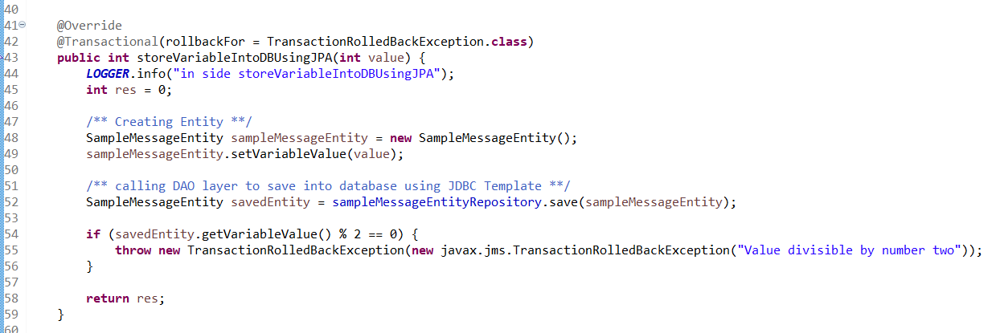 40
41 @Override
42 @Transactional(rollbackFor = TransactionRolledBackException.class)
43 public int storeVariableIntoDBUsingJPA(int value) {
44 LOGGER.info("in side storeVariableIntoDBUsingJPA");
45 int res = 0;
46
47 /** Creating Entity **/
48 SampleMessageEntity sampleMessageEntity = new SampleMessageEntity();
49 sampleMessageEntity.setVariableValue(value);
50
51 /** calling DAO layer to save into database using JDBC Template **/
52 SampleMessageEntity savedEntity = sampleMessageEntityRepository.save(sampleMessageEntity);
53
54 if (savedEntity.getVariableValue() % 2 == 0) {
55 throw new TransactionRolledBackException(new javax.jms.TransactionRolledBackException("Value divisible by number two"));
56 }
57
58 return res;
59 }
60